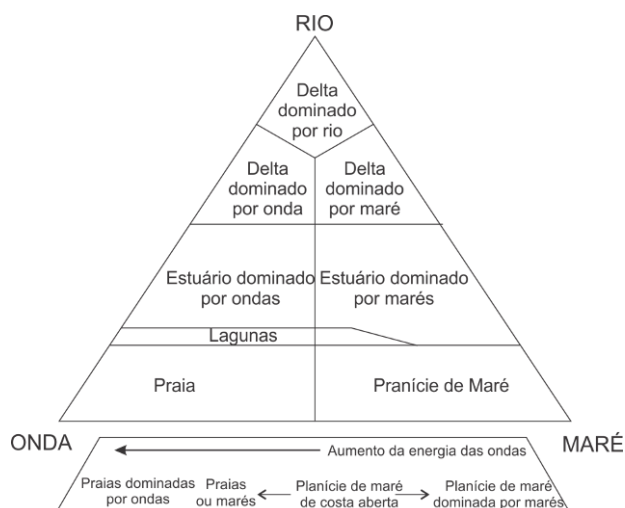 RIO
Delta
dominado
por rio
Delta
dominado
por onda
Delta
dominado
por maré
Estuário dominado
por ondas
Estuário dominado
por marés
Lagunas
Praia
Pranície de Maré
ONDA
MARÉ
Aumento da energia das ondas
Praias dominadas
por ondas
Praias
ou marés
Planície de maré
de costa aberta
Planície de maré
dominada por marés